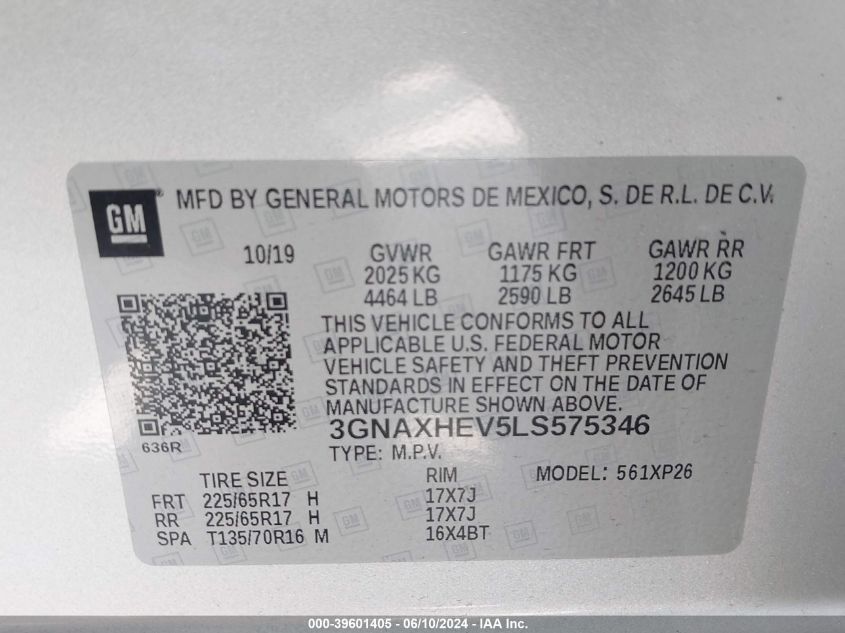 GM® MFD BY GENERAL MOTORS DE MEXICO, S. DE R.L. DE C.V.
10/19 GVWR GAWR FRT GAWR RR
2025 KG 1175 KG 1200 KG
4464 LB 2590 LB 2645 LB
THIS VEHICLE CONFORMS TO ALL
APPLICABLE U.S. FEDERAL MOTOR
VEHICLE SAFETY AND THEFT PREVENTION
STANDARDS IN EFFECT ON THE DATE OF
MANUFACTURE SHOWN ABOVE.
636R 3GNAXHEV5LS575346
TYPE: M.P.V.
TIRE SIZE RIM MODEL: 561XP26
FRT 225/65R17 H 17X7J
RR 225/65R17 H 17X7J
SPA T135/70R16 M 16X4BT
000-39601405 - 06/10/2024 - IAA Inc.